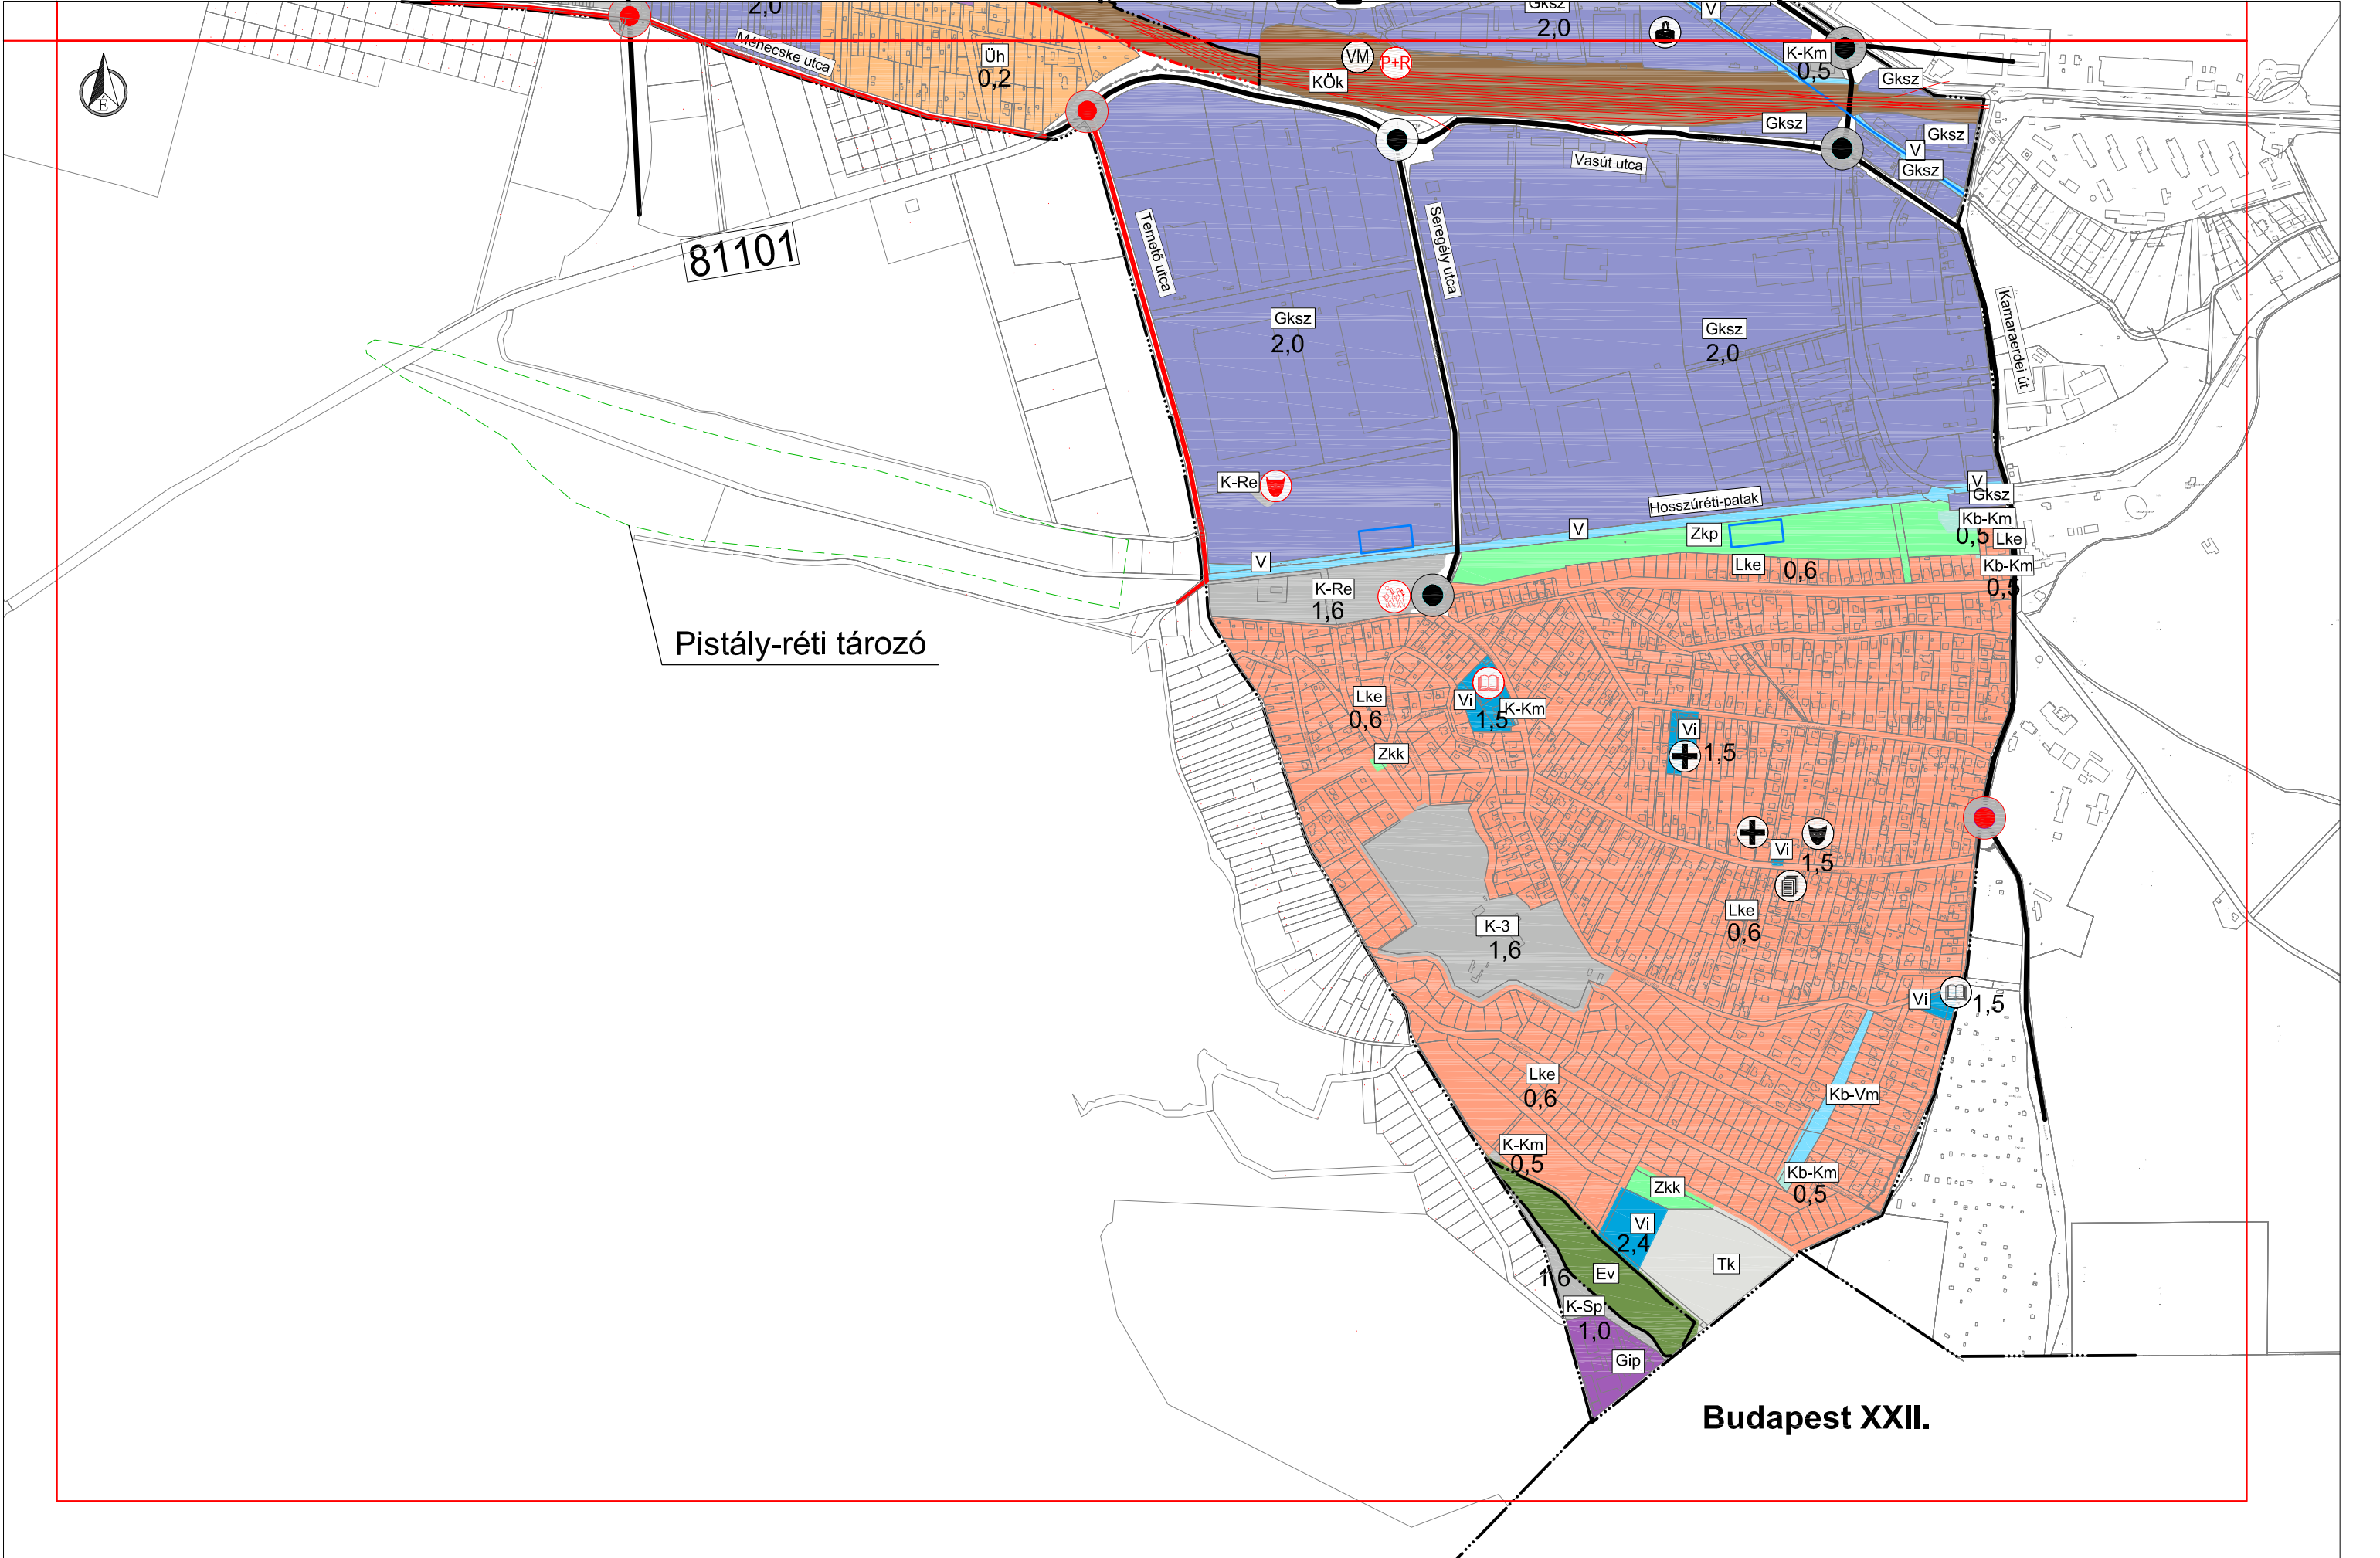 2,0
Gksz
2,0
V
Méhecske utca
Üh
0,2
VM
P+R
KÖk
K-Km
0,5
Gksz
É
Gksz
Gksz
V
Gksz
Vasút utca
Temető utca
Seregély utca
81101
Gksz
2,0
Gksz
2,0
Kamaraerdei út
K-Re
V
Gksz
Hosszúréti-patak
V
Zkp
Kb-Km
0,5
Lke
V
Lke
0,6
Kb-Km
0,5
K-Re
1,6
Pistály-réti tározó
Lke
0,6
Vi
K-Km
1,5
Vi
1,5
Zkk
Vi
1,5
Lke
0,6
K-3
1,6
Vi
1,5
Lke
0,6
Kb-Vm
K-Km
0,5
Kb-Km
0,5
Zkk
Vi
2,4
Tk
Ev
1,6
K-Sp
1,0
Gip
Budapest XXII.